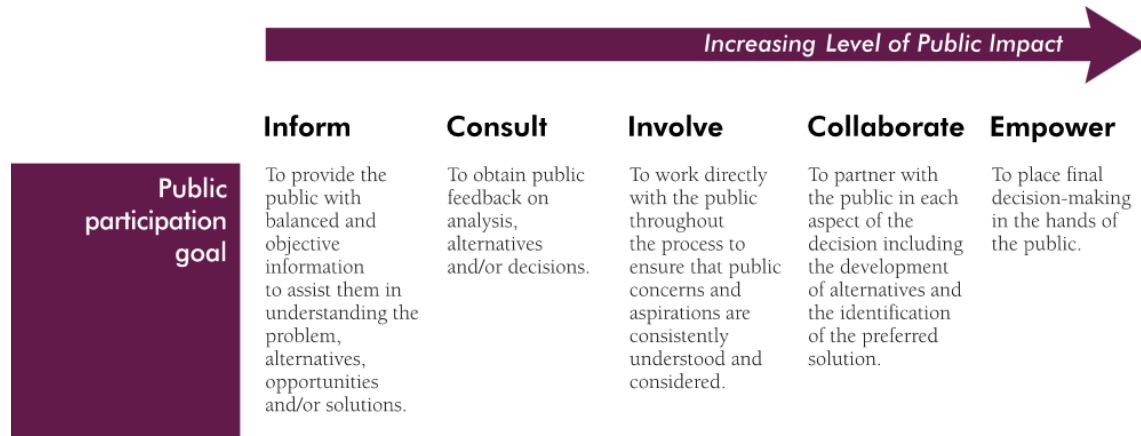 Increasing Level of Public Impact
Inform
Consult
Involve
Collaborate
Empower
Public
participation
goal
To provide the
public with
balanced and
objective
information
to assist them in
understanding the
problem,
alternatives,
opportunities
and/or solutions.
To obtain public
feedback on
analysis,
alternatives
and/or decisions.
To work directly
with the public
throughout
the process to
ensure that public
concerns and
aspirations are
consistently
understood and
considered.
To partner with
the public in each
aspect of the
decision including
the development
of alternatives and
the identification
of the preferred
solution.
To place final
decision-making
in the hands of
the public.